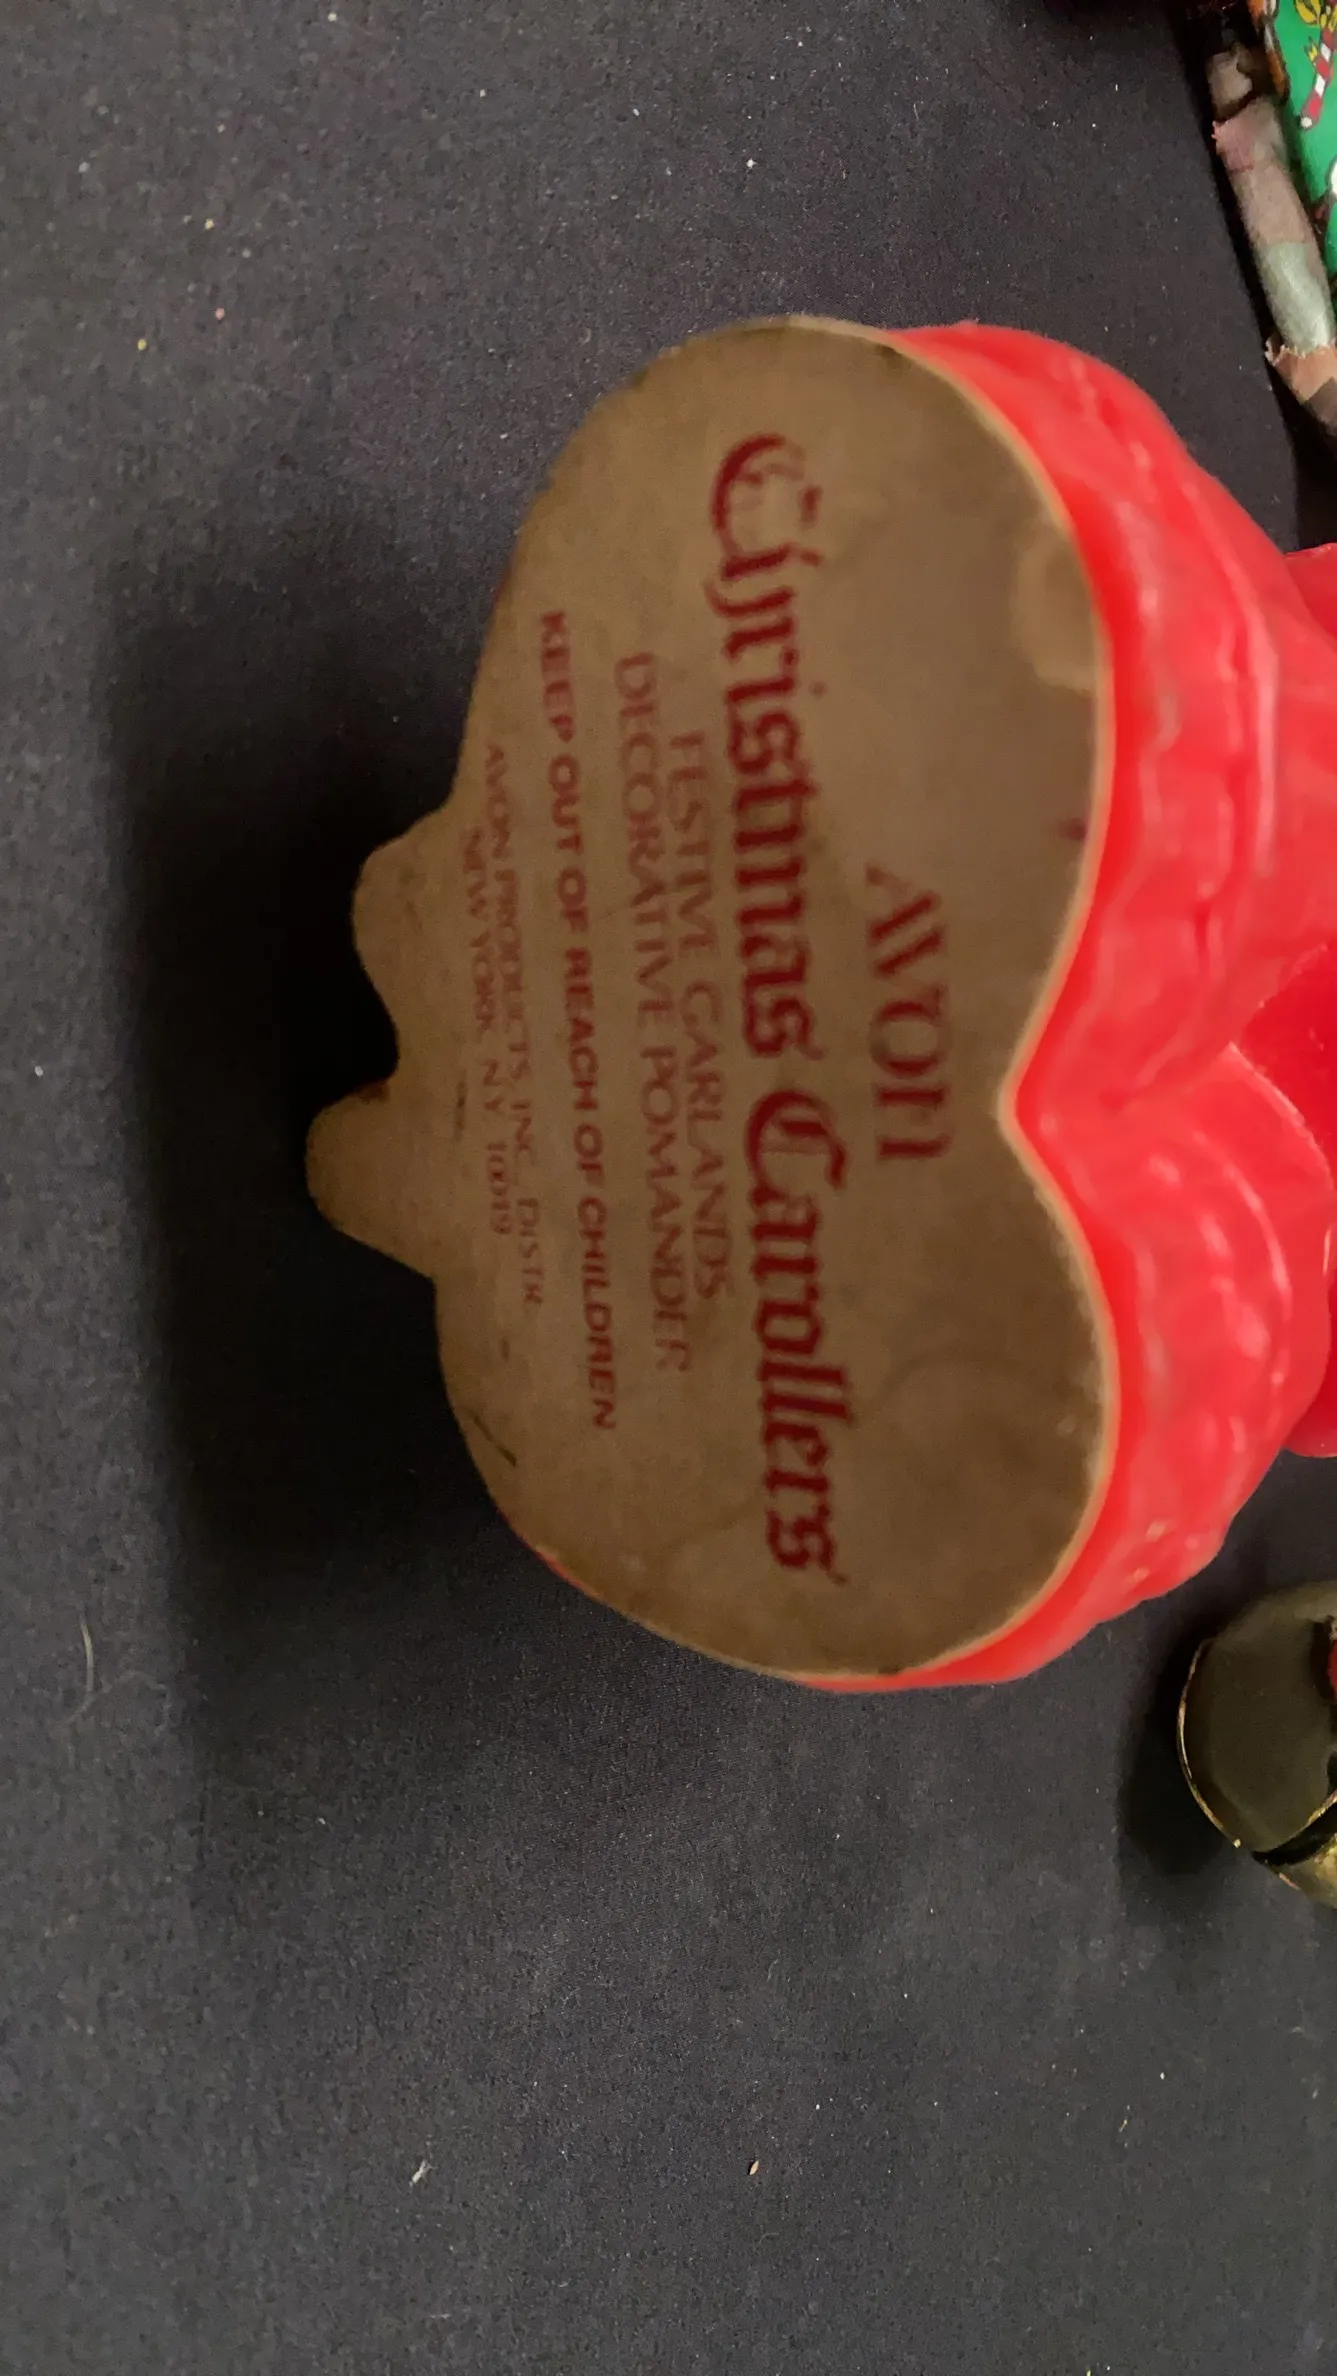 AVON
Christmas Carollers
FESTIVE GARLANDS
DECORATIVE POMANDER
KEEP OUT OF REACH OF CHILDREN
AVON PRODUCTS, INC., DISTR.
NEW YORK, N.Y. 10019